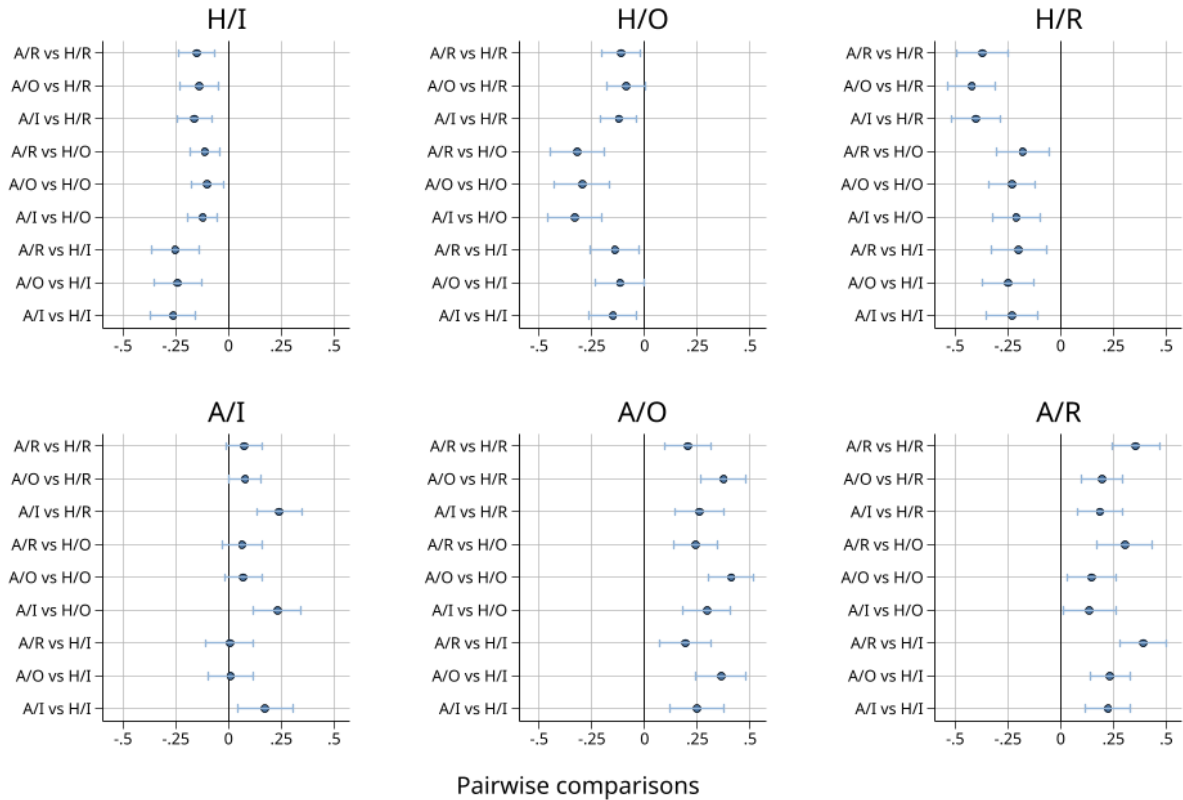 H/I
H/O
H/R
A/R vs H/R
A/O vs H/R
A/I vs H/R
A/R vs H/O
A/O vs H/O
A/I vs H/O
A/R vs H/I
A/O vs H/I
A/I vs H/I
-.5 -.25 0 .25 .5
A/R vs H/R
A/O vs H/R
A/I vs H/R
A/R vs H/O
A/O vs H/O
A/I vs H/O
A/R vs H/I
A/O vs H/I
A/I vs H/I
-.5 -.25 0 .25 .5
A/R vs H/R
A/O vs H/R
A/I vs H/R
A/R vs H/O
A/O vs H/O
A/I vs H/O
A/R vs H/I
A/O vs H/I
A/I vs H/I
-.5 -.25 0 .25 .5
A/I
A/O
A/R
A/R vs H/R
A/O vs H/R
A/I vs H/R
A/R vs H/O
A/O vs H/O
A/I vs H/O
A/R vs H/I
A/O vs H/I
A/I vs H/I
-.5 -.25 0 .25 .5
A/R vs H/R
A/O vs H/R
A/I vs H/R
A/R vs H/O
A/O vs H/O
A/I vs H/O
A/R vs H/I
A/O vs H/I
A/I vs H/I
-.5 -.25 0 .25 .5
A/R vs H/R
A/O vs H/R
A/I vs H/R
A/R vs H/O
A/O vs H/O
A/I vs H/O
A/R vs H/I
A/O vs H/I
A/I vs H/I
-.5 -.25 0 .25 .5
Pairwise comparisons